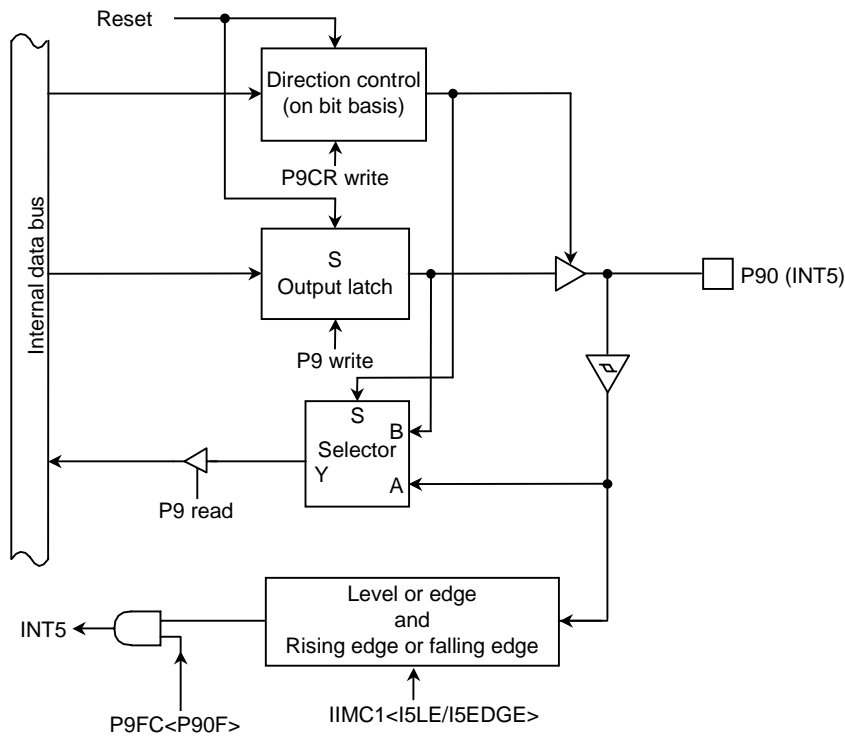 Reset
Direction control
(on bit basis)
P9CR write
Internal data bus
S
Output latch
P90 (INT5)
P9 write
S
B
Selector
Y
A
P9 read
Level or edge
and
Rising edge or falling edge
INT5
P9FC<P90F>
IIMC1<I5LE/I5EDGE>